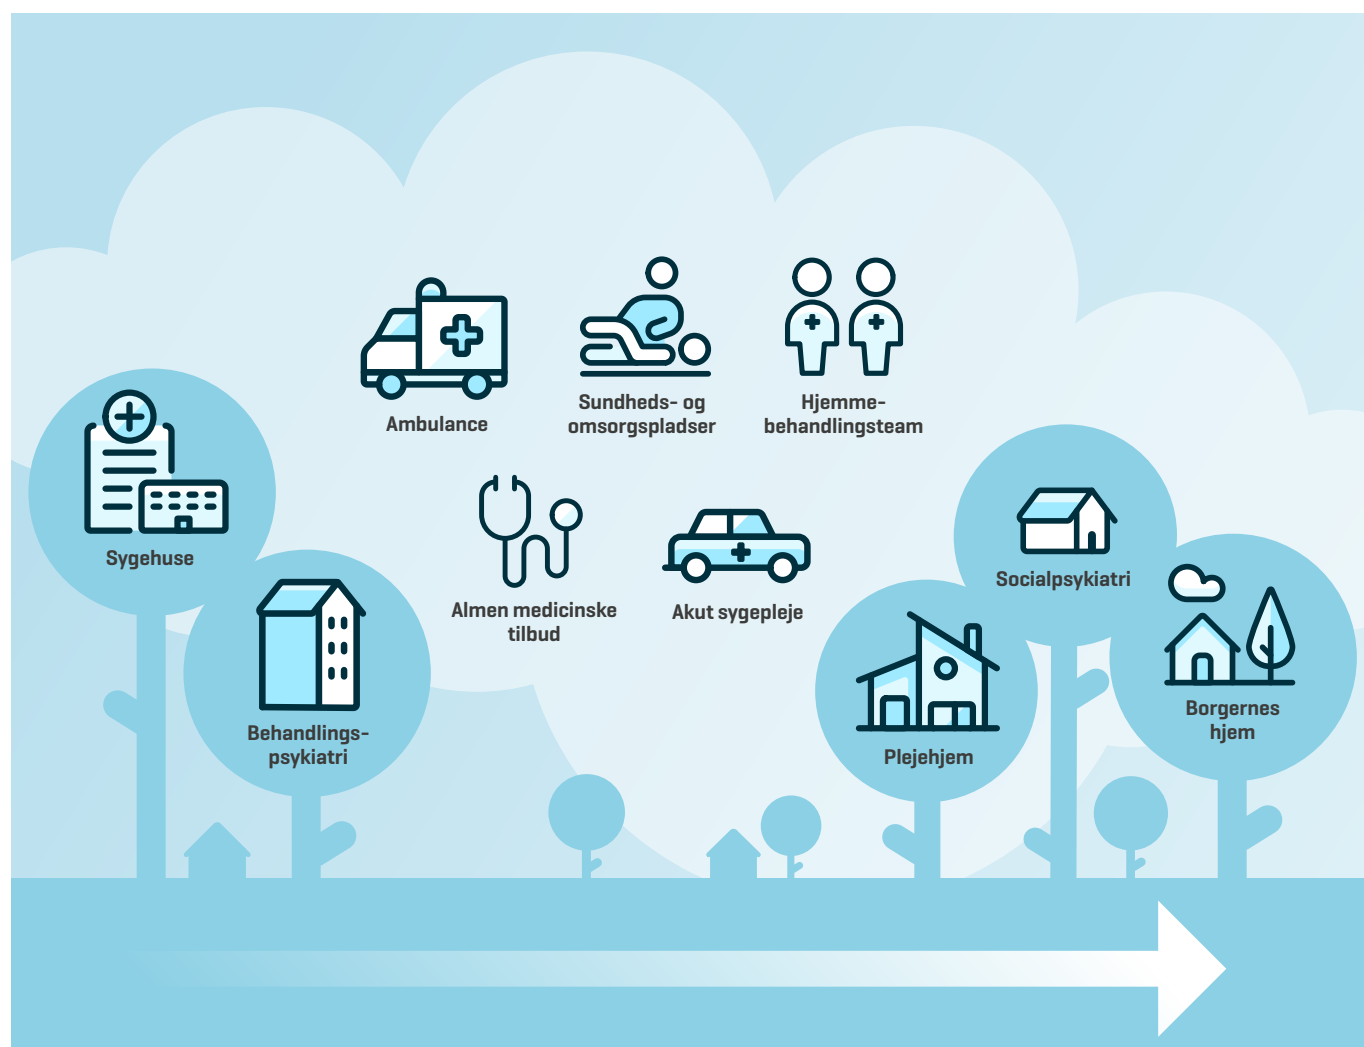 Ambulance
Sundheds- og
omsorgspladser
Hjemme-
behandlingsteam
Sygehuse
Almen medicinske
tilbud
Akut sygepleje
Socialpsykiatri
Behandlings-
psykiatri
Plejehjem
Borgernes
hjem